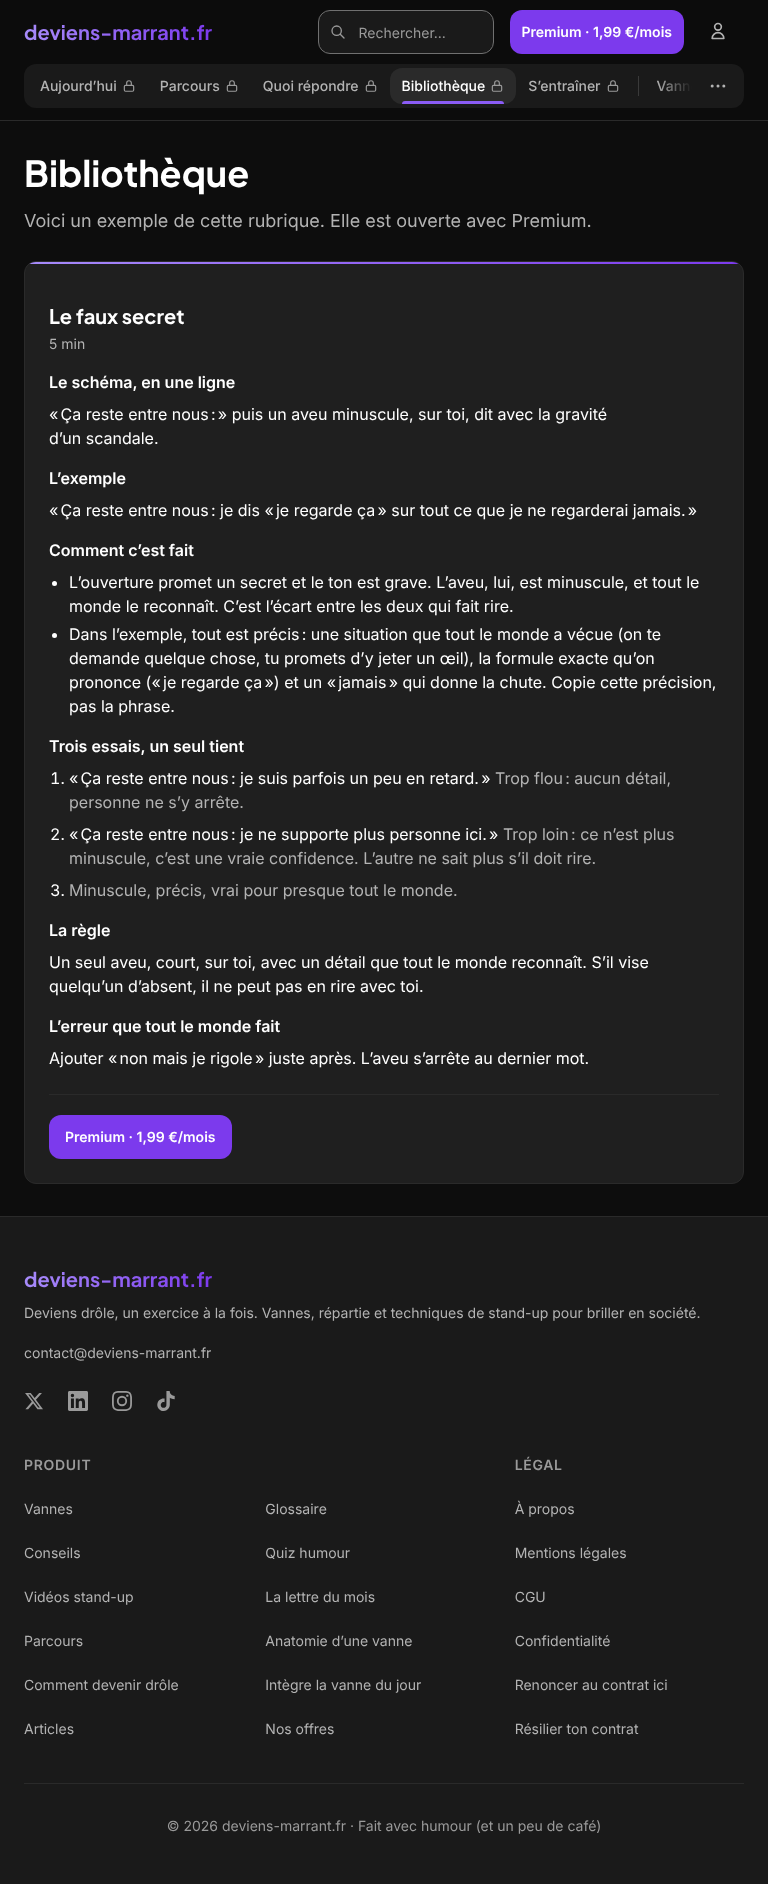 deviens-marrant.fr
Rechercher...
Premium · 1,99 €/mois
Aujourd’hui
Parcours
Quoi répondre
Bibliothèque
S’entraîner
Bibliothèque
Voici un exemple de cette rubrique. Elle est ouverte avec Premium.
Le faux secret
5 min
Le schéma, en une ligne
« Ça reste entre nous : » puis un aveu minuscule, sur toi, dit avec la gravité
d’un scandale.
L’exemple
« Ça reste entre nous : je dis « je regarde ça » sur tout ce que je ne regarderai jamais. »
Comment c’est fait
• L’ouverture promet un secret et le ton est grave. L’aveu, lui, est minuscule, et tout le
monde le reconnaît. C’est l’écart entre les deux qui fait rire.
• Dans l’exemple, tout est précis : une situation que tout le monde a vécue (on te
demande quelque chose, tu promets d’y jeter un œil), la formule exacte qu’on
prononce (« je regarde ça ») et un « jamais » qui donne la chute. Copie cette précision,
pas la phrase.
Trois essais, un seul tient
1. « Ça reste entre nous : je suis parfois un peu en retard. » Trop flou : aucun détail,
personne ne s’y arrête.
2. « Ça reste entre nous : je ne supporte plus personne ici. » Trop loin : ce n’est plus
minuscule, c’est une vraie confidence. L’autre ne sait plus s’il doit rire.
3. Minuscule, précis, vrai pour presque tout le monde.
La règle
Un seul aveu, court, sur toi, avec un détail que tout le monde reconnaît. S’il vise
quelqu’un d’absent, il ne peut pas en rire avec toi.
L’erreur que tout le monde fait
Ajouter « non mais je rigole » juste après. L’aveu s’arrête au dernier mot.
Premium · 1,99 €/mois
deviens-marrant.fr
Deviens drôle, un exercice à la fois. Vannes, répartie et techniques de stand-up pour briller en société.
contact@deviens-marrant.fr
PRODUIT
Vannes
Conseils
Vidéos stand-up
Parcours
Comment devenir drôle
Articles
Glossaire
Quiz humour
La lettre du mois
Anatomie d’une vanne
Intègre la vanne du jour
Nos offres
LÉGAL
À propos
Mentions légales
CGU
Confidentialité
Renoncer au contrat ici
Résilier ton contrat
© 2026 deviens-marrant.fr · Fait avec humour (et un peu de café)